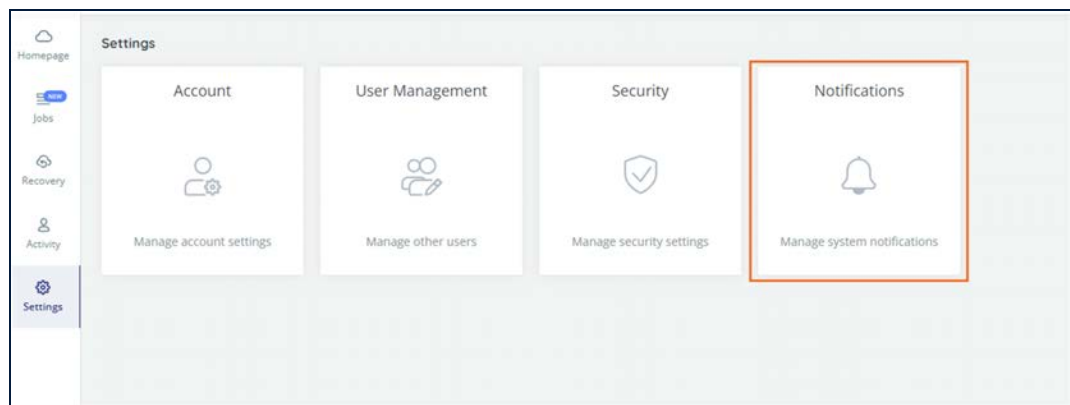 Homepage
NEW
Jobs
Recovery
Activity
Settings
Settings
Account
Manage account settings
User Management
Manage other users
Security
Manage security settings
Notifications
Manage system notifications